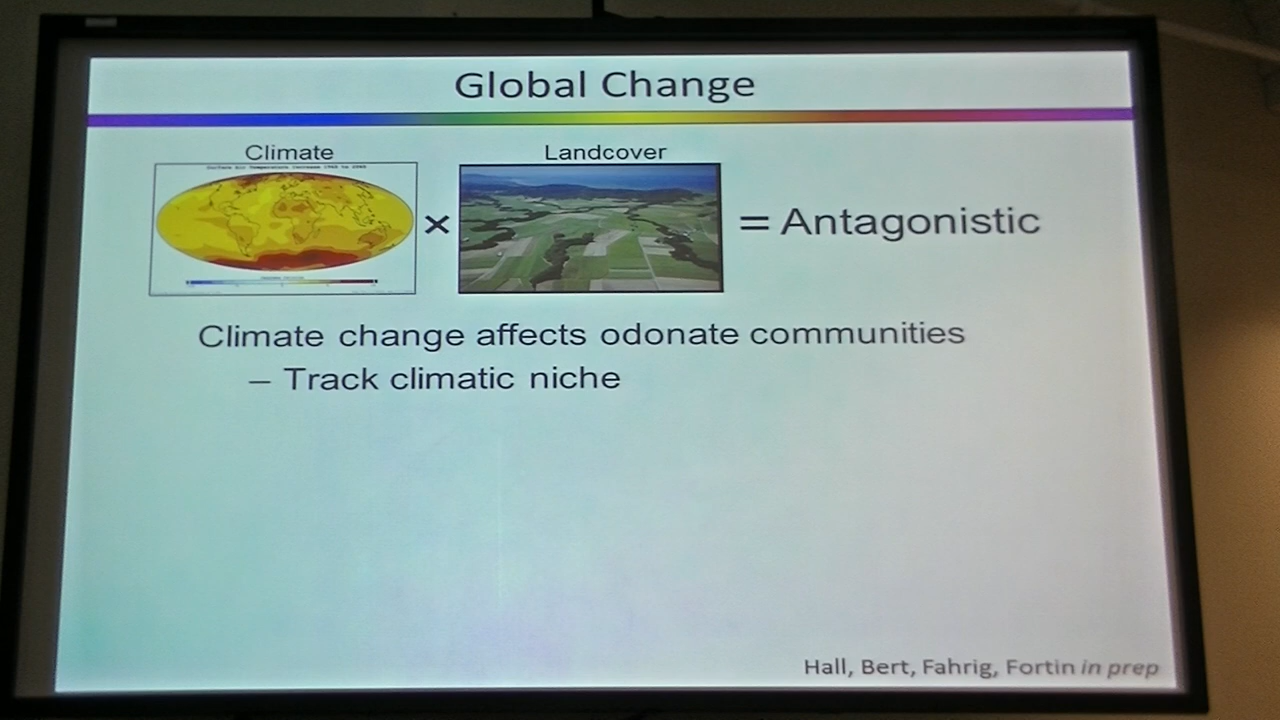 Global Change
Climate
Landcover
× = Antagonistic
Climate change affects odonate communities
– Track climatic niche
Hall, Bert, Fahrig, Fortin in prep